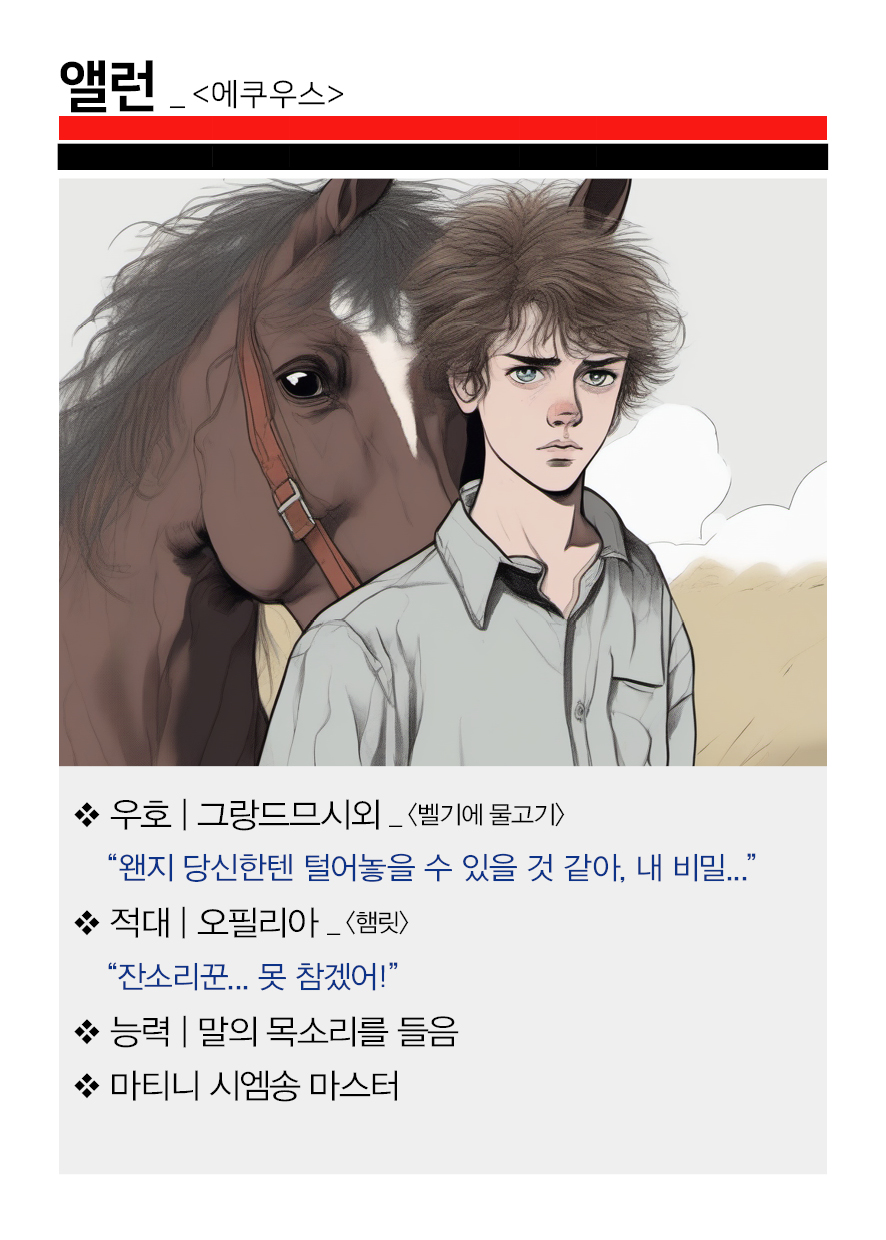 앨런 _ <에쿠우스>
❖ 우호 | 그랑드므시외 _〈벨기에 물고기〉
“왠지 당신한텐 털어놓을 수 있을 것 같아, 내 비밀...”
❖ 적대 | 오필리아 _〈햄릿〉
“잔소리꾼... 못 참겠어!”
❖ 능력 | 말의 목소리를 들음
❖ 마티니 시엠송 마스터